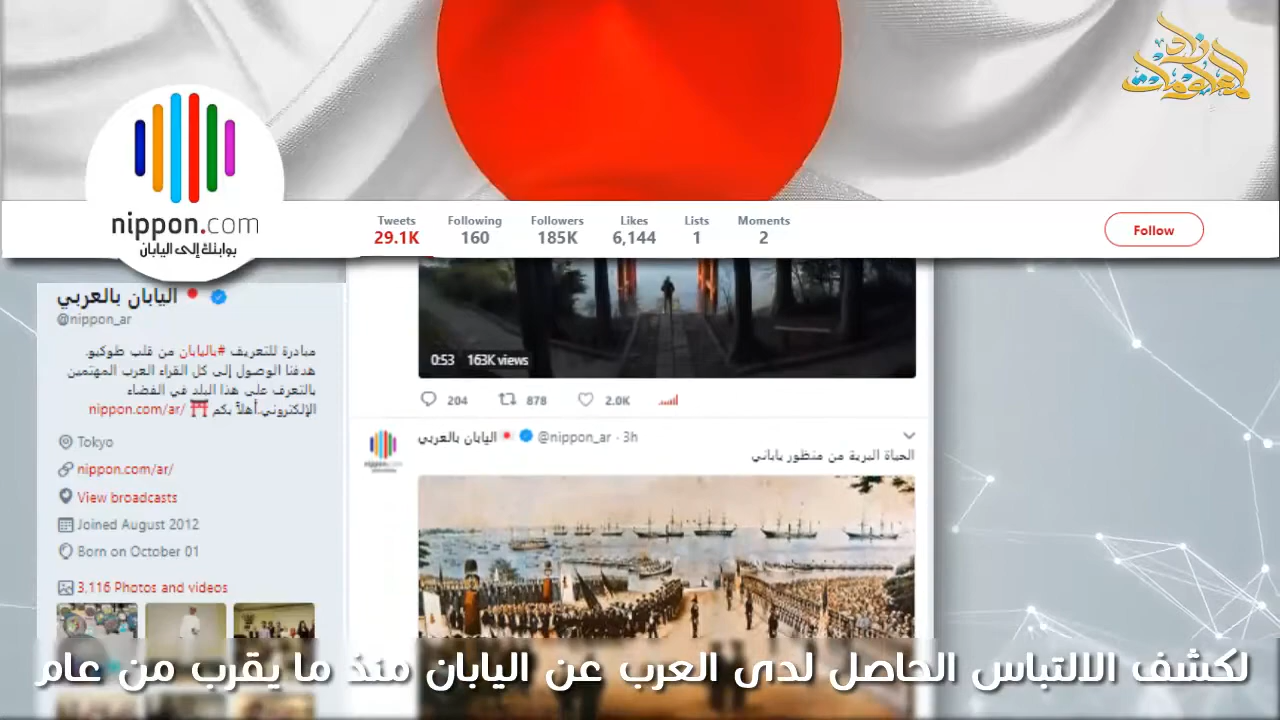 زاد
المعلومات
nippon.com
بوابتك إلى اليابان
Tweets
29.1K
Following
160
Followers
185K
Likes
6,144
Lists
1
Moments
2
Follow
اليابان بالعربي
@nippon_ar
مبادرة للتعريف #باليابان من قلب طوكيو.
هدفنا الوصول إلى كل القراء العرب المهتمين
بالتعرف على هذا البلد في الفضاء
الإلكتروني.أهلاً بكم nippon.com/ar/
Tokyo
nippon.com/ar/
View broadcasts
Joined August 2012
Born on October 01
3,116 Photos and videos
0:53 163K views
204 878 2.0K
اليابان بالعربي @nippon_ar · 3h
الحياة البرية من منظور ياباني
لكشف الالتباس الحاصل لدى العرب عن اليابان منذ ما يقرب من عام